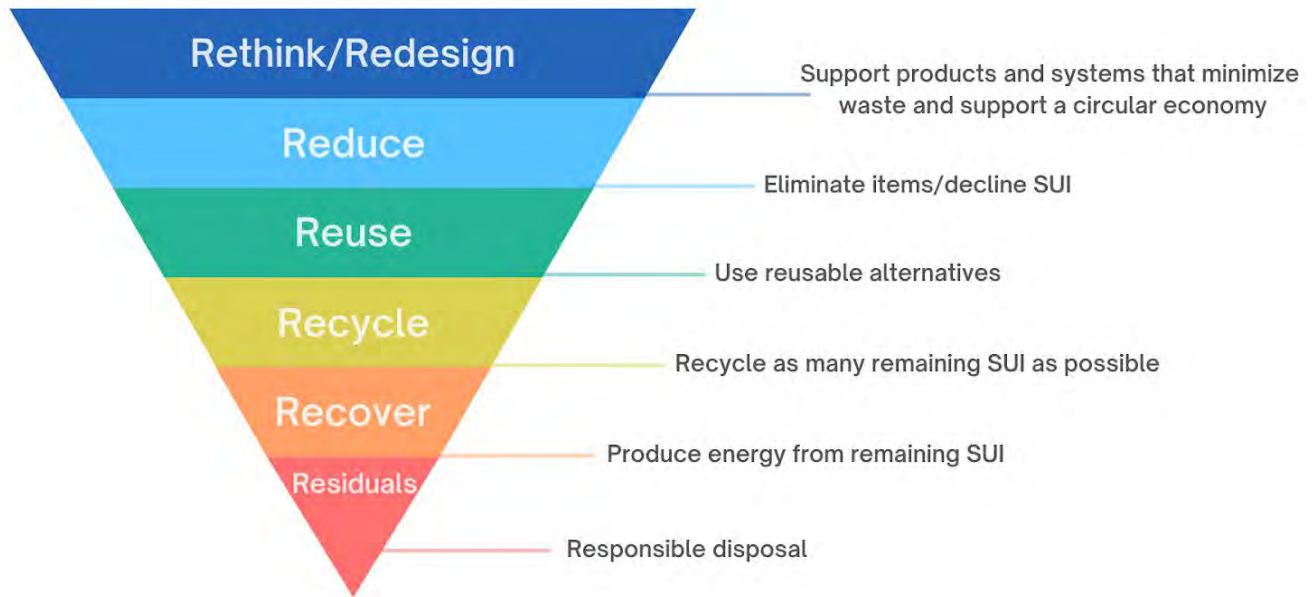 Rethink/Redesign
Support products and systems that minimize
waste and support a circular economy
Reduce
Eliminate items/decline SUI
Reuse
Use reusable alternatives
Recycle
Recycle as many remaining SUI as possible
Recover
Produce energy from remaining SUI
Residuals
Responsible disposal